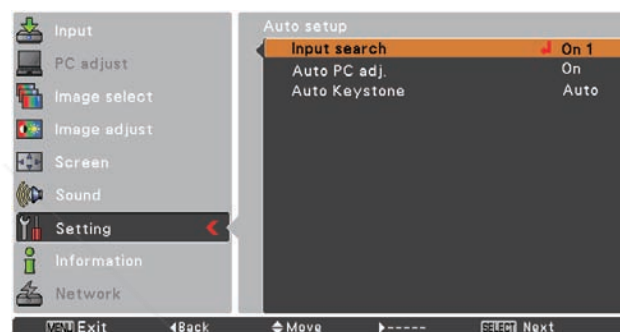 Input
PC adjust
Image select
Image adjust
Screen
Sound
Setting
Information
Network
Auto setup
Input search On 1
Auto PC adj. On
Auto Keystone Auto
MENU Exit Back Move ----- SELECT Next